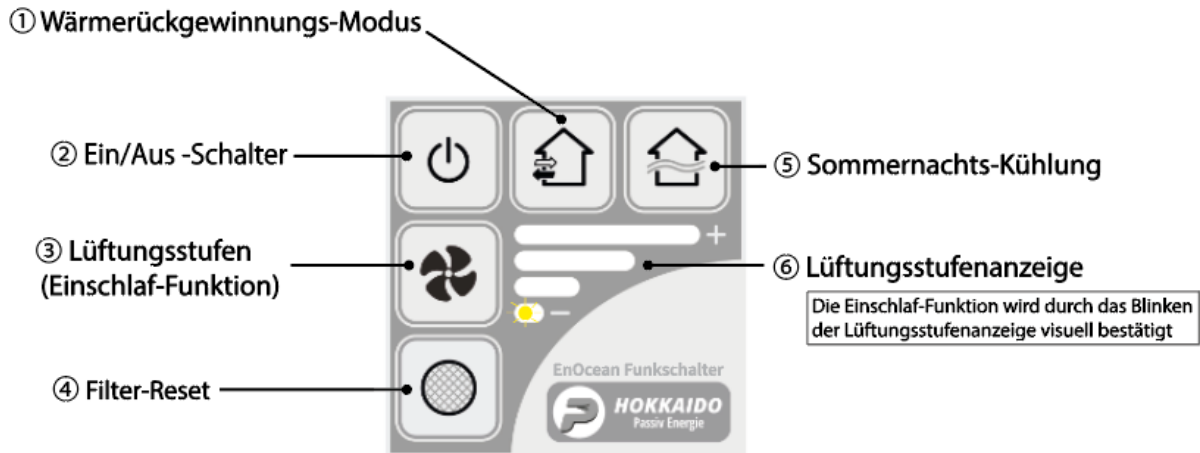 ① Wärmerückgewinnungs-Modus
② Ein/Aus -Schalter
③ Lüftungsstufen
(Einschlaf-Funktion)
④ Filter-Reset
⑤ Sommernachts-Kühlung
+
⑥ Lüftungsstufenanzeige
Die Einschlaf-Funktion wird durch das Blinken
der Lüftungsstufenanzeige visuell bestätigt
−
EnOcean Funkschalter
HOKKAIDO
Passiv Energie